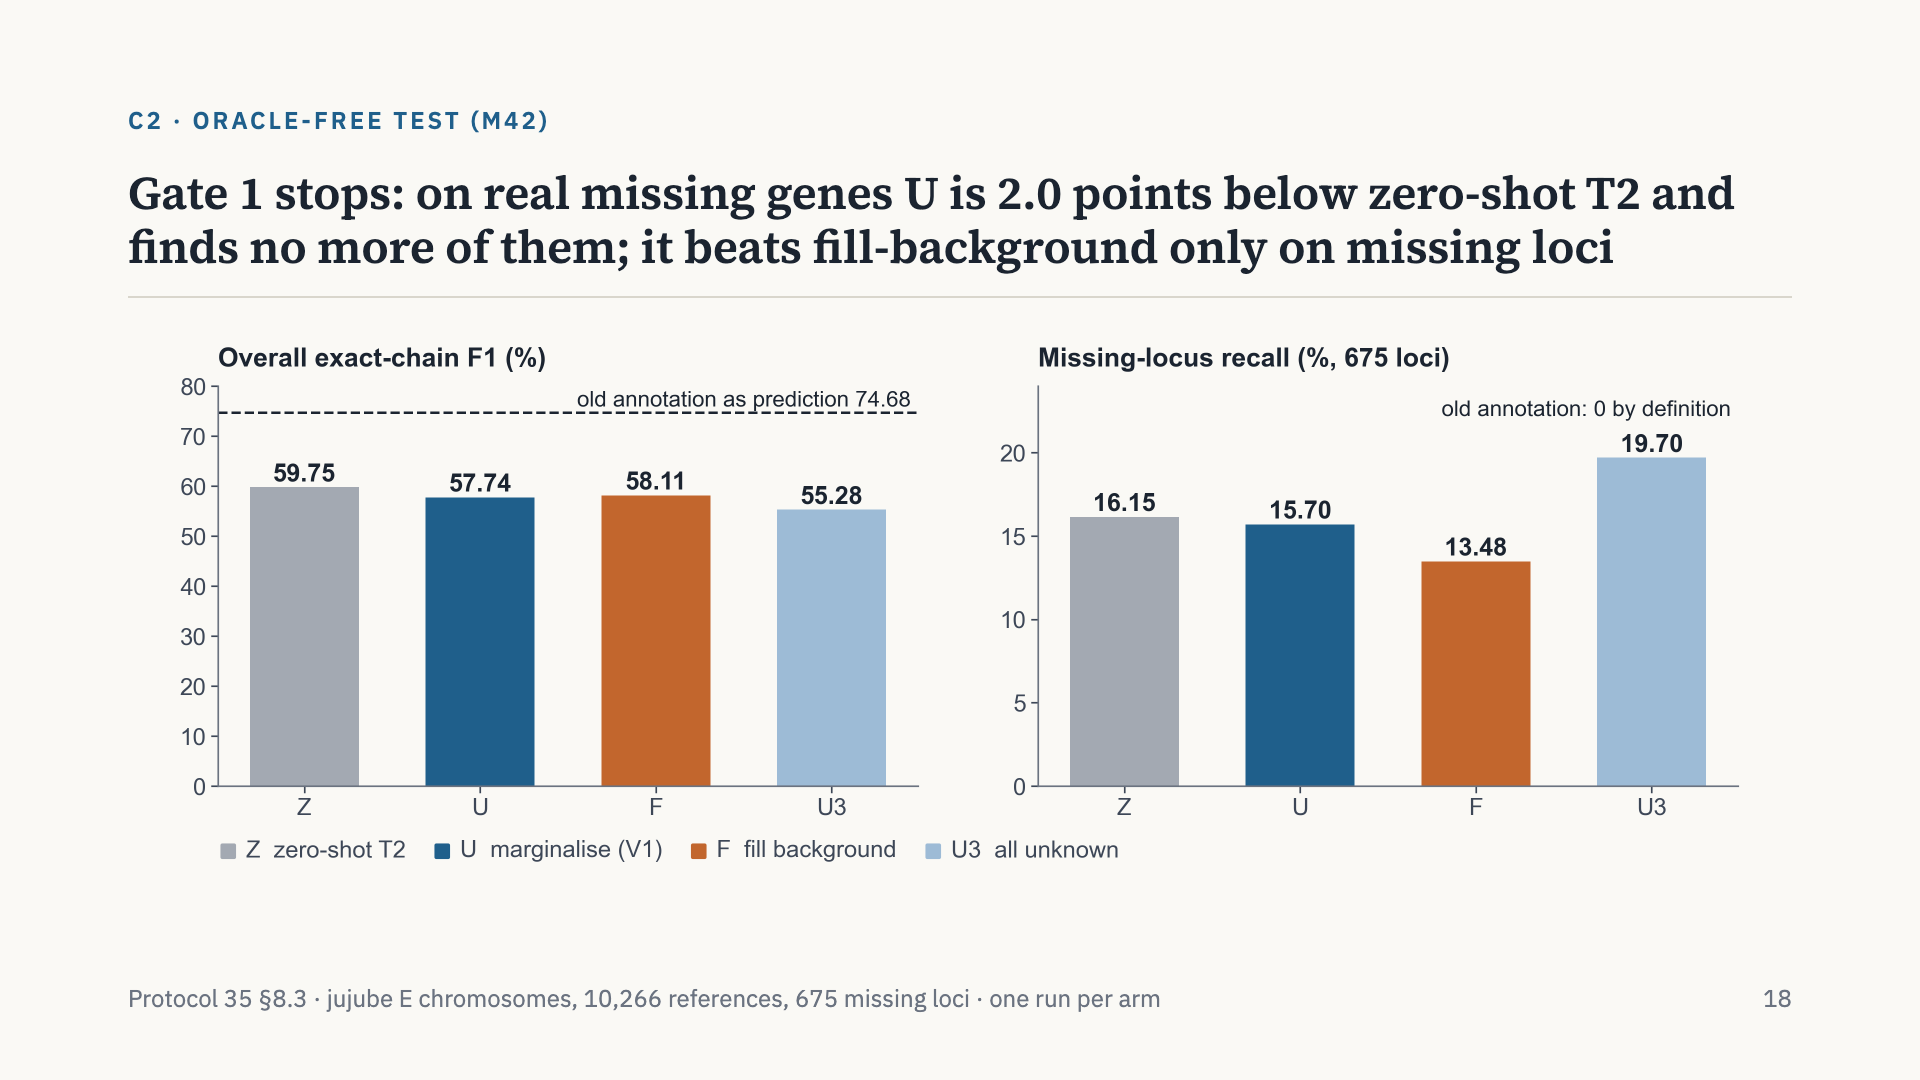 C2 · ORACLE-FREE TEST (M42)
Gate 1 stops: on real missing genes U is 2.0 points below zero-shot T2 and
finds no more of them; it beats fill-background only on missing loci
Overall exact-chain F1 (%)
80
70
60
50
40
30
20
10
0
old annotation as prediction 74.68
59.75
57.74
58.11
55.28
Z
U
F
U3
Missing-locus recall (%, 675 loci)
20
15
10
5
0
old annotation: 0 by definition
16.15
15.70
13.48
19.70
Z
U
F
U3
Z zero-shot T2
U marginalise (V1)
F fill background
U3 all unknown
Protocol 35 §8.3 · jujube E chromosomes, 10,266 references, 675 missing loci · one run per arm
18